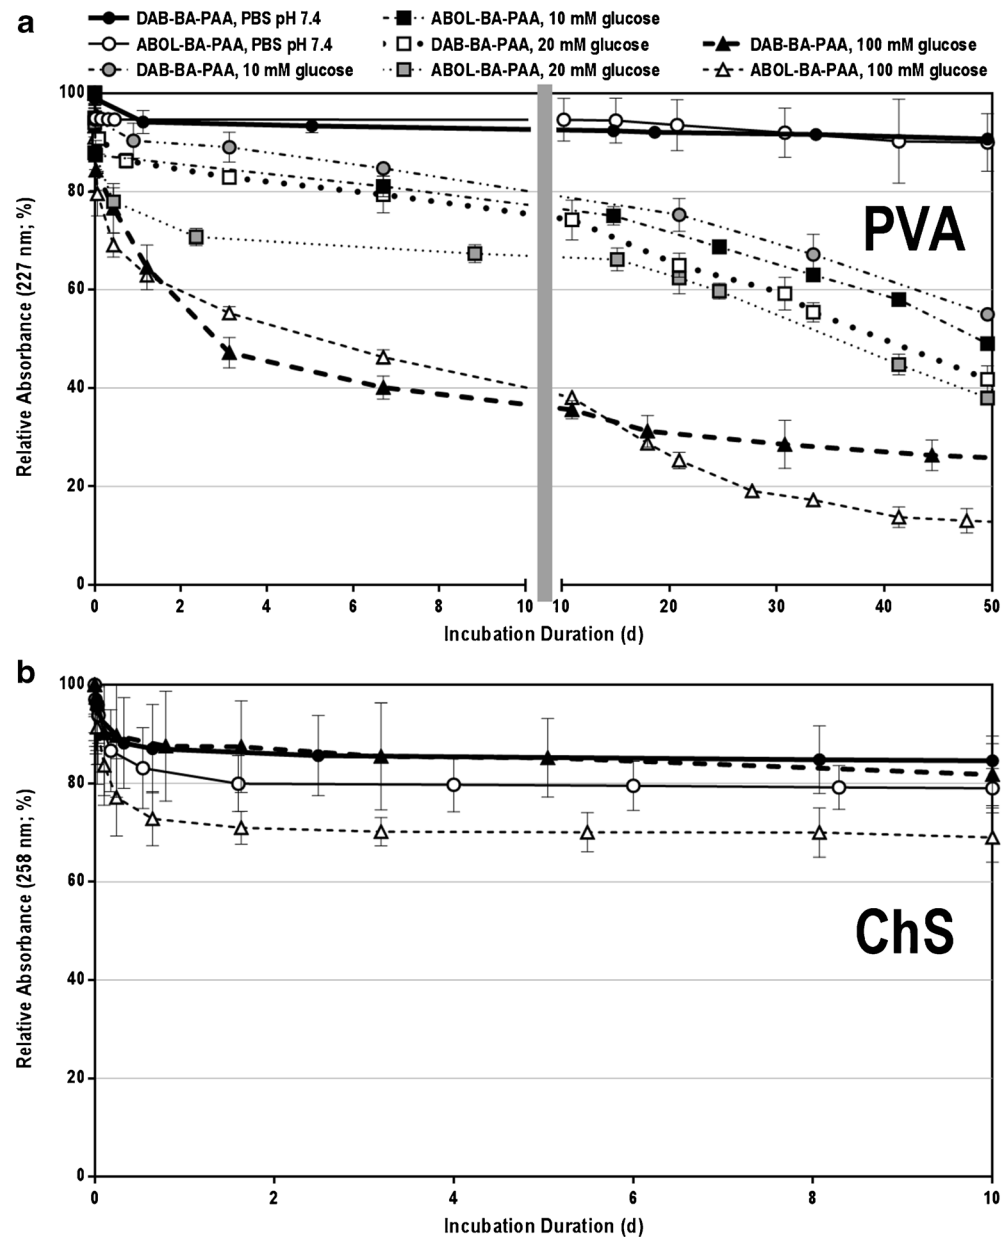 a
DAB-BA-PAA, PBS pH 7.4
ABOL-BA-PAA, 10 mM glucose
ABOL-BA-PAA, PBS pH 7.4
DAB-BA-PAA, 20 mM glucose
DAB-BA-PAA, 100 mM glucose
DAB-BA-PAA, 10 mM glucose
ABOL-BA-PAA, 20 mM glucose
ABOL-BA-PAA, 100 mM glucose
Relative Absorbance (227 nm; %)
100
80
60
40
20
0
PVA
0 2 4 6 8 10 10 20 30 40 50
Incubation Duration (d)
b
Relative Absorbance (258 nm; %)
100
80
60
40
20
0
ChS
0 2 4 6 8 10
Incubation Duration (d)